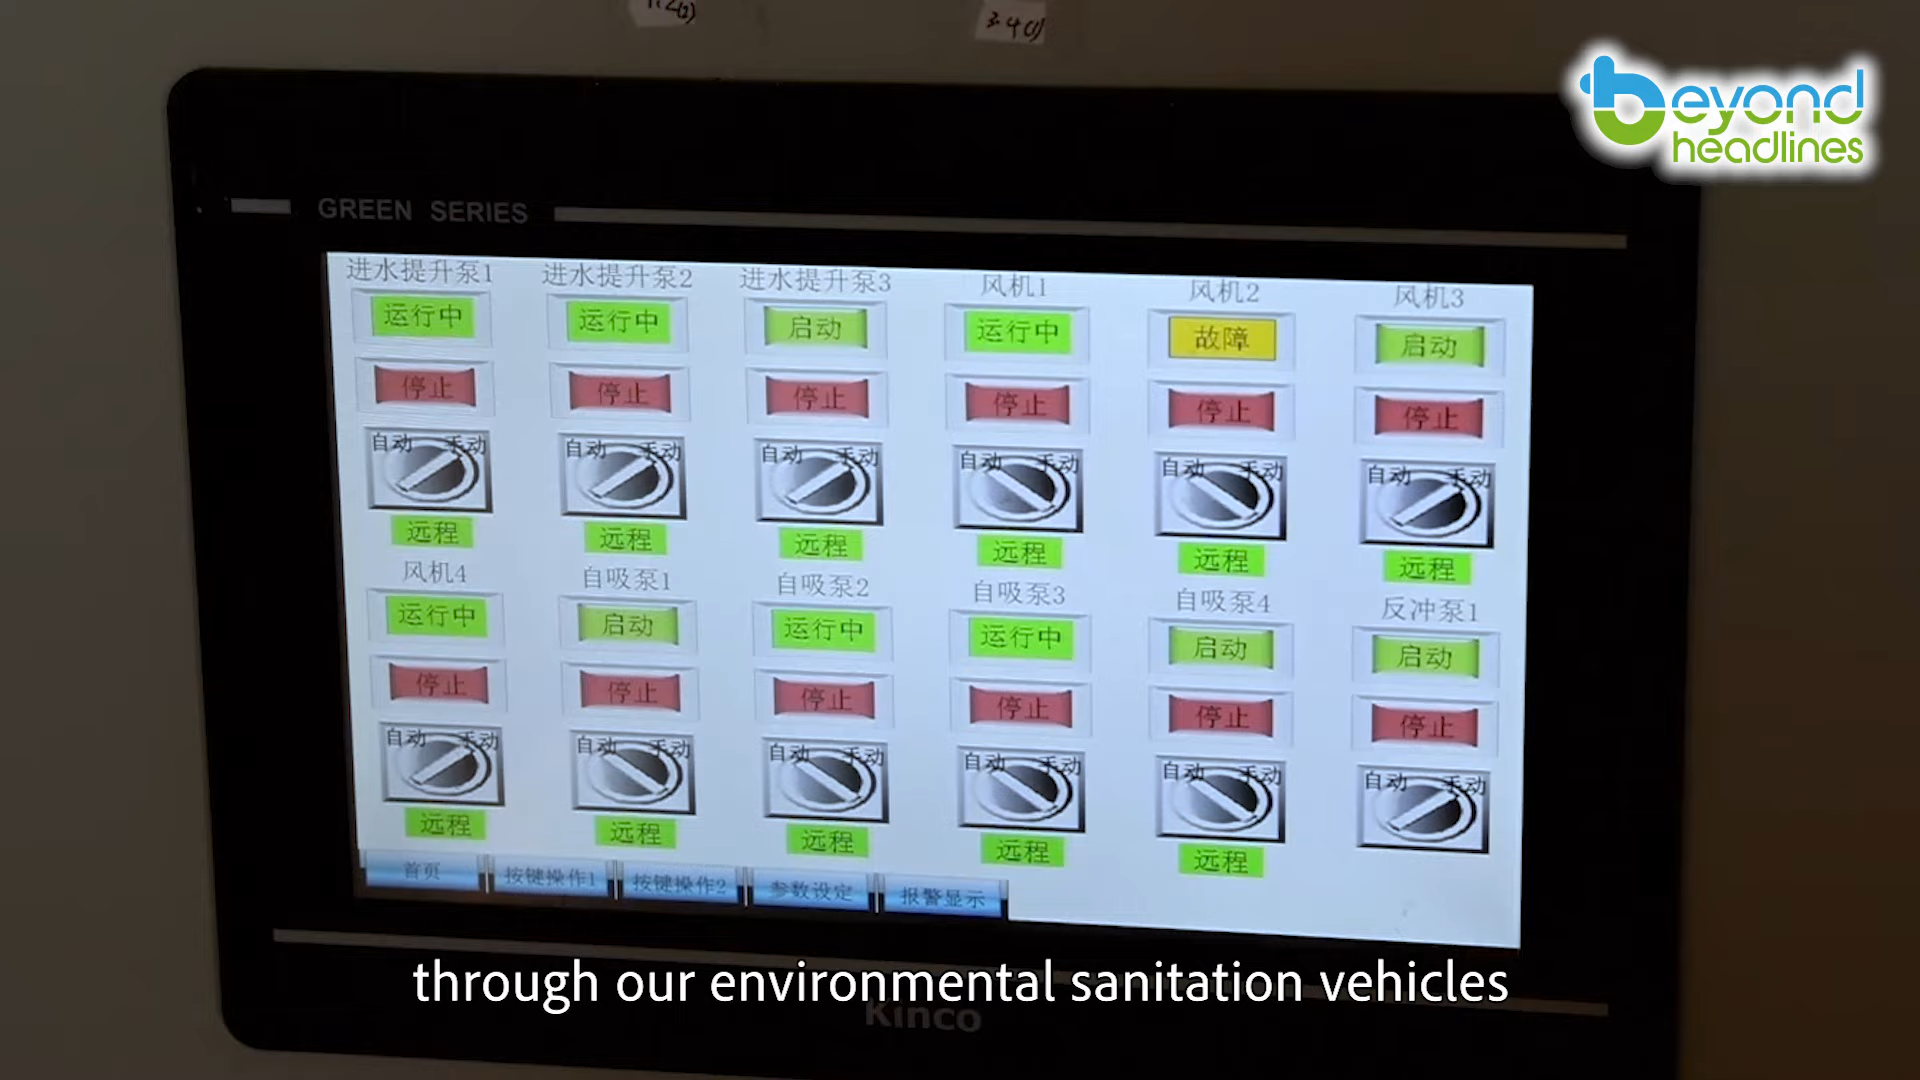 3.4(1)
beyond
headlines
GREEN SERIES
进水提升泵1 进水提升泵2 进水提升泵3 风机1 风机2 风机3
运行中 运行中 启动 运行中 故障 启动
停止 停止 停止 停止 停止 停止
自动 手动 自动 手动 自动 手动 自动 手动 自动 手动 自动 手动
远程 远程 远程 远程 远程 远程
风机4 自吸泵1 自吸泵2 自吸泵3 自吸泵4 反冲泵1
运行中 启动 运行中 运行中 启动 启动
停止 停止 停止 停止 停止 停止
自动 手动 自动 手动 自动 手动 自动 手动 自动 手动 自动 手动
远程 远程 远程 远程 远程
首页 按键操作1 按键操作2 参数设定 报警显示
through our environmental sanitation vehicles
Kinco